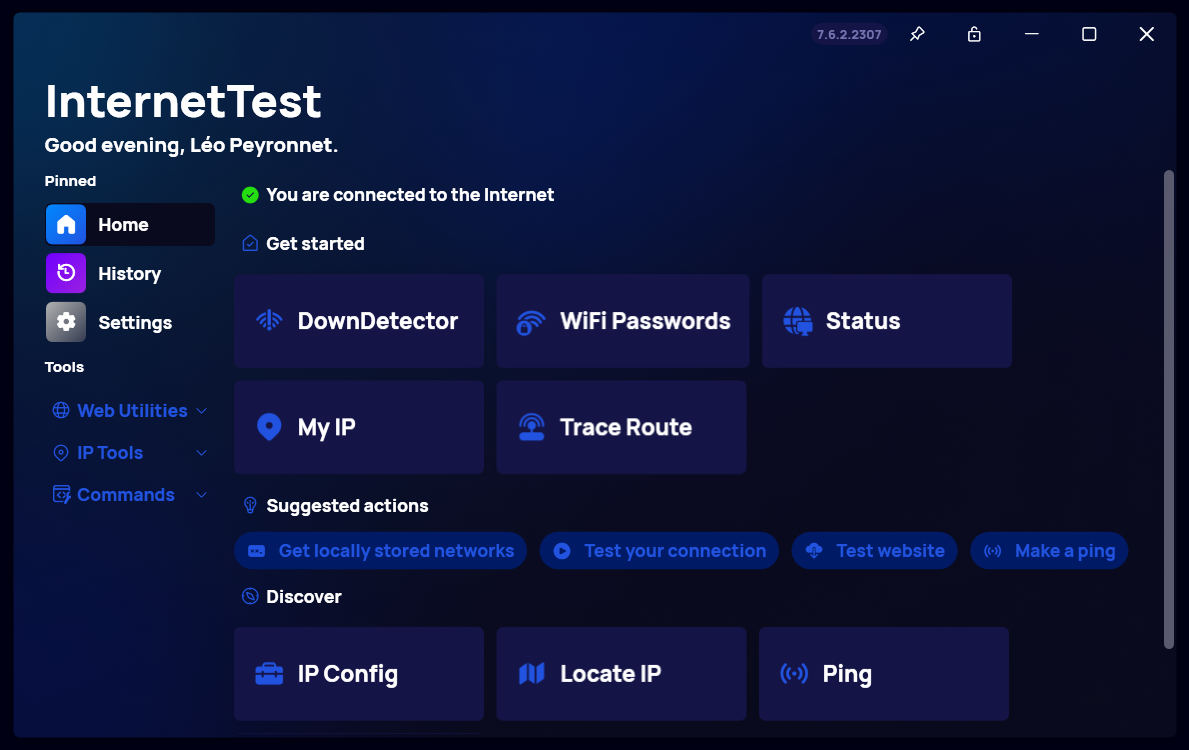 7.6.2.2307
InternetTest
Good evening, Léo Peyronnet.
Pinned
Home
History
Settings
Tools
Web Utilities
IP Tools
Commands
You are connected to the Internet
Get started
DownDetector
WiFi Passwords
Status
My IP
Trace Route
Suggested actions
Get locally stored networks
Test your connection
Test website
Make a ping
Discover
IP Config
Locate IP
Ping